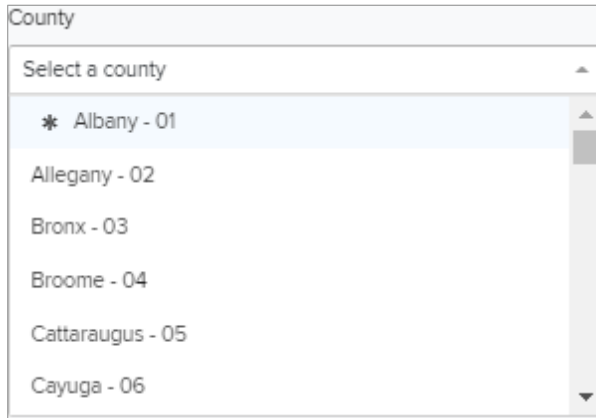 County
Select a county
✱ Albany - 01
Allegany - 02
Bronx - 03
Broome - 04
Cattaraugus - 05
Cayuga - 06